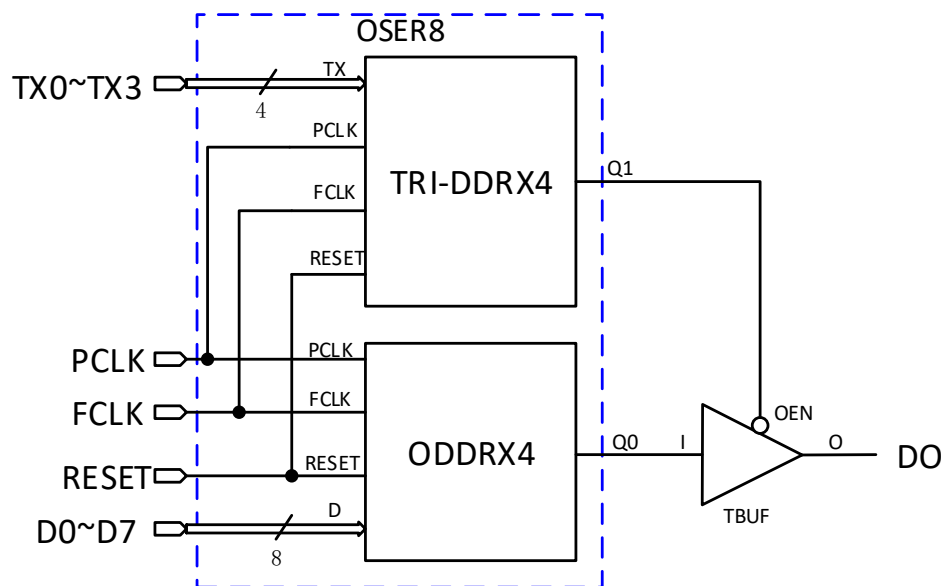 OSER8
TX0~TX3
TX
4
PCLK
FCLK
RESET
TRI-DDRX4
Q1
PCLK
FCLK
RESET
D0~D7
PCLK
FCLK
RESET
D
8
ODDRX4
Q0
I
OEN
O
TBUF
DO